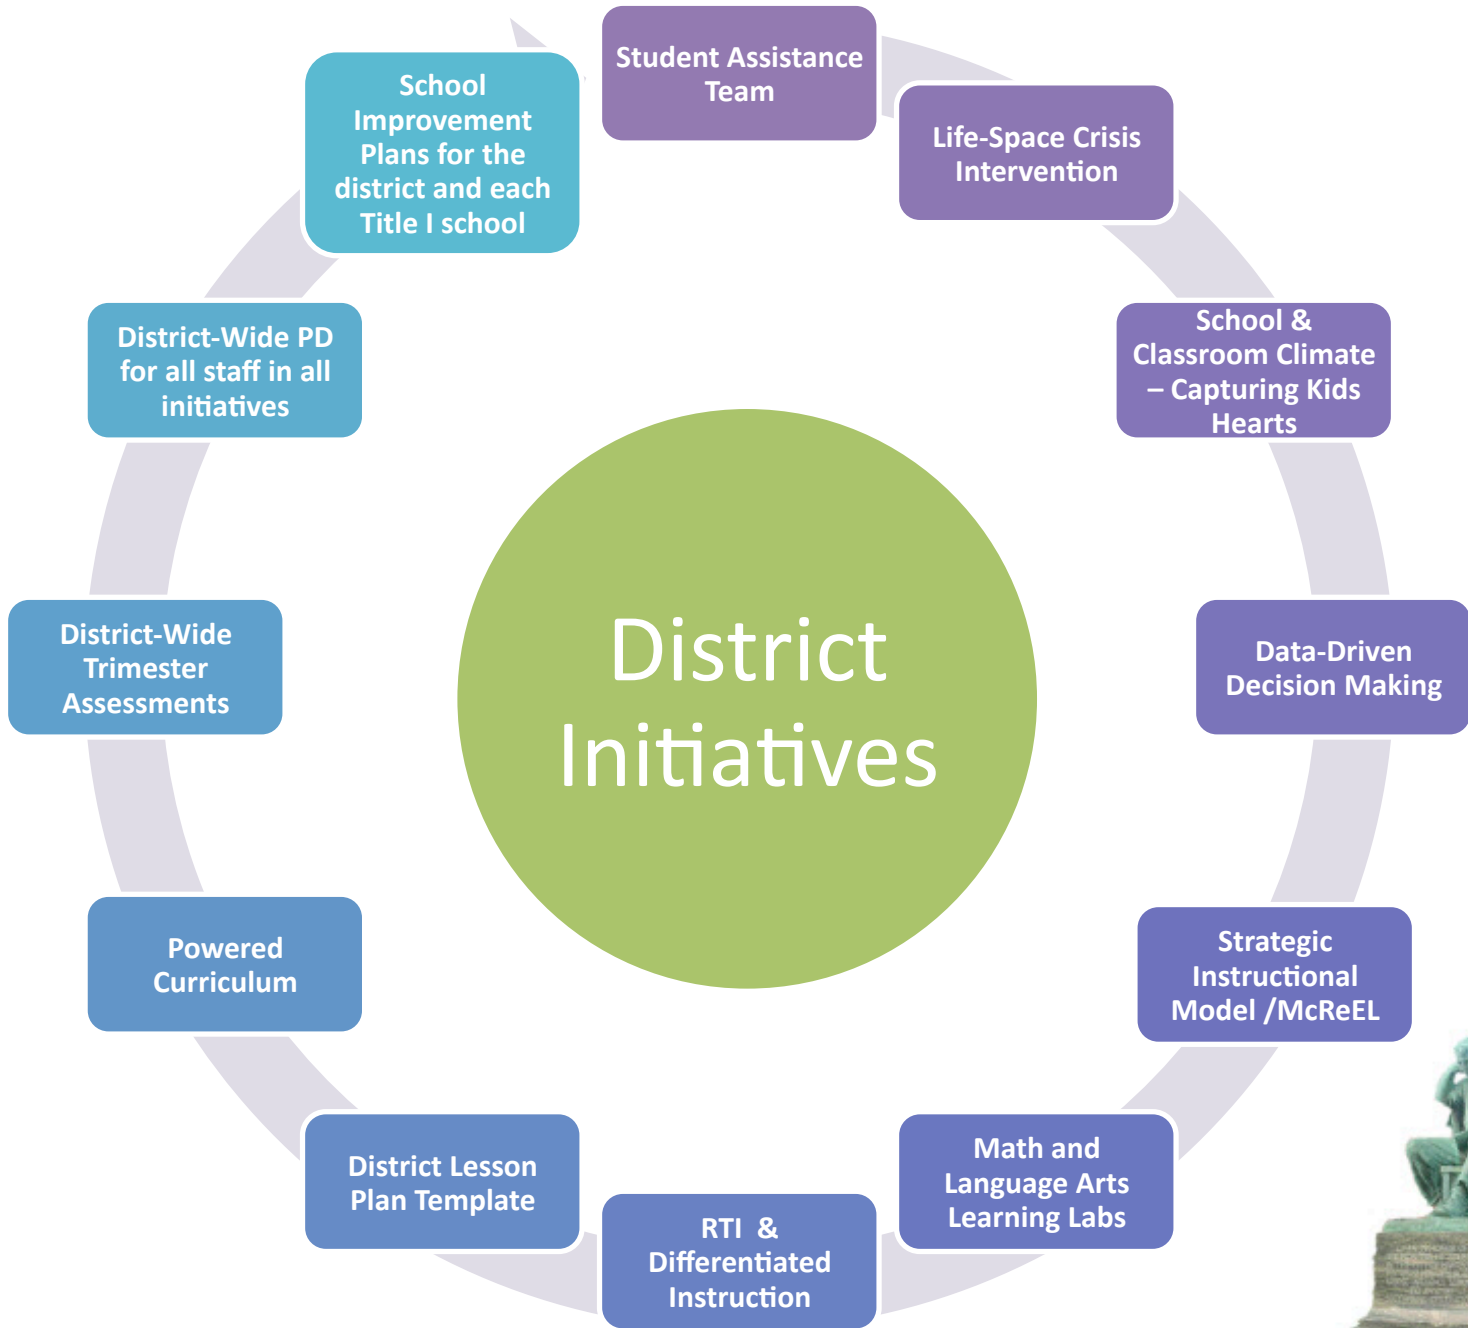 Student Assistance
Team
Life-Space Crisis
Intervention
School &
Classroom Climate
– Capturing Kids
Hearts
Data-Driven
Decision Making
Strategic
Instructional
Model /McReEL
Math and
Language Arts
Learning Labs
RTI  &
Differentiated
Instruction
District Lesson
Plan Template
Powered
Curriculum
District-Wide
Trimester
Assessments
District-Wide PD
for all staff in all
initiatives
School
Improvement
Plans for the
district and each
Title I school
District
Initiatives